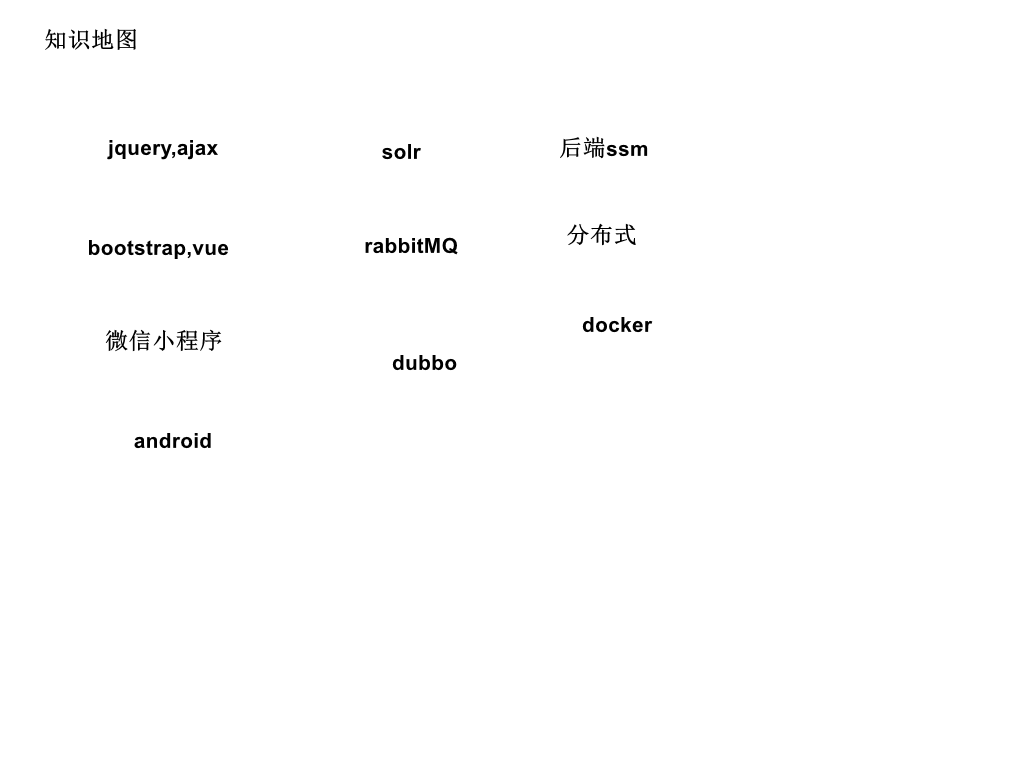 知识地图
jquery,ajax
solr
后端ssm
bootstrap,vue
rabbitMQ
分布式
微信小程序
dubbo
docker
android